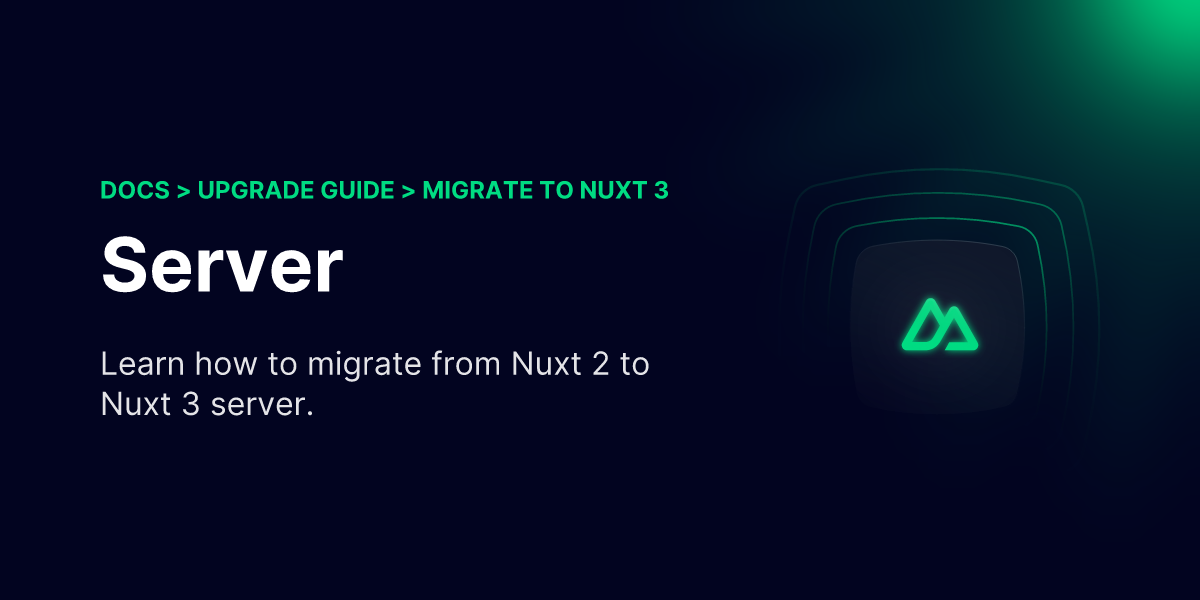 DOCS > UPGRADE GUIDE > MIGRATE TO NUXT 3
Server
Learn how to migrate from Nuxt 2 to
Nuxt 3 server.